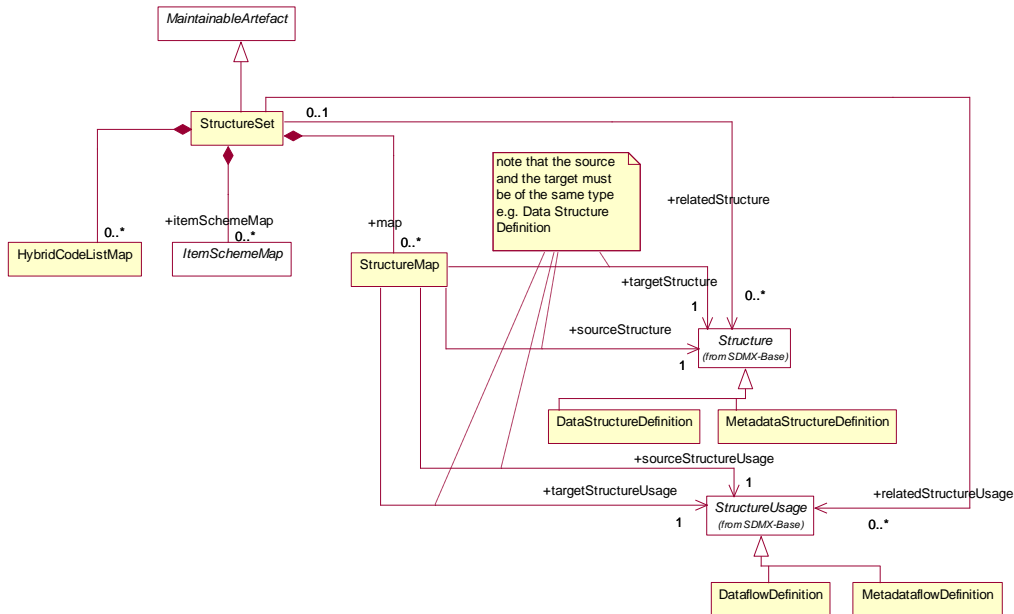 MaintainableArtefact
0..1
StructureSet
note that the source
and the target must
be of the same type
e.g. Data Structure
Definition
+relatedStructure
+itemSchemeMap
+map
0..*
0..*
0..*
HybridCodeListMap
ItemSchemeMap
StructureMap
+targetStructure
0..*
1
+sourceStructure
Structure
(from SDMX-Base)
1
DataStructureDefinition
MetadataStructureDefinition
+sourceStructureUsage
1
+targetStructureUsage
+relatedStructureUsage
StructureUsage
(from SDMX-Base)
1
0..*
DataflowDefinition
MetadataflowDefinition